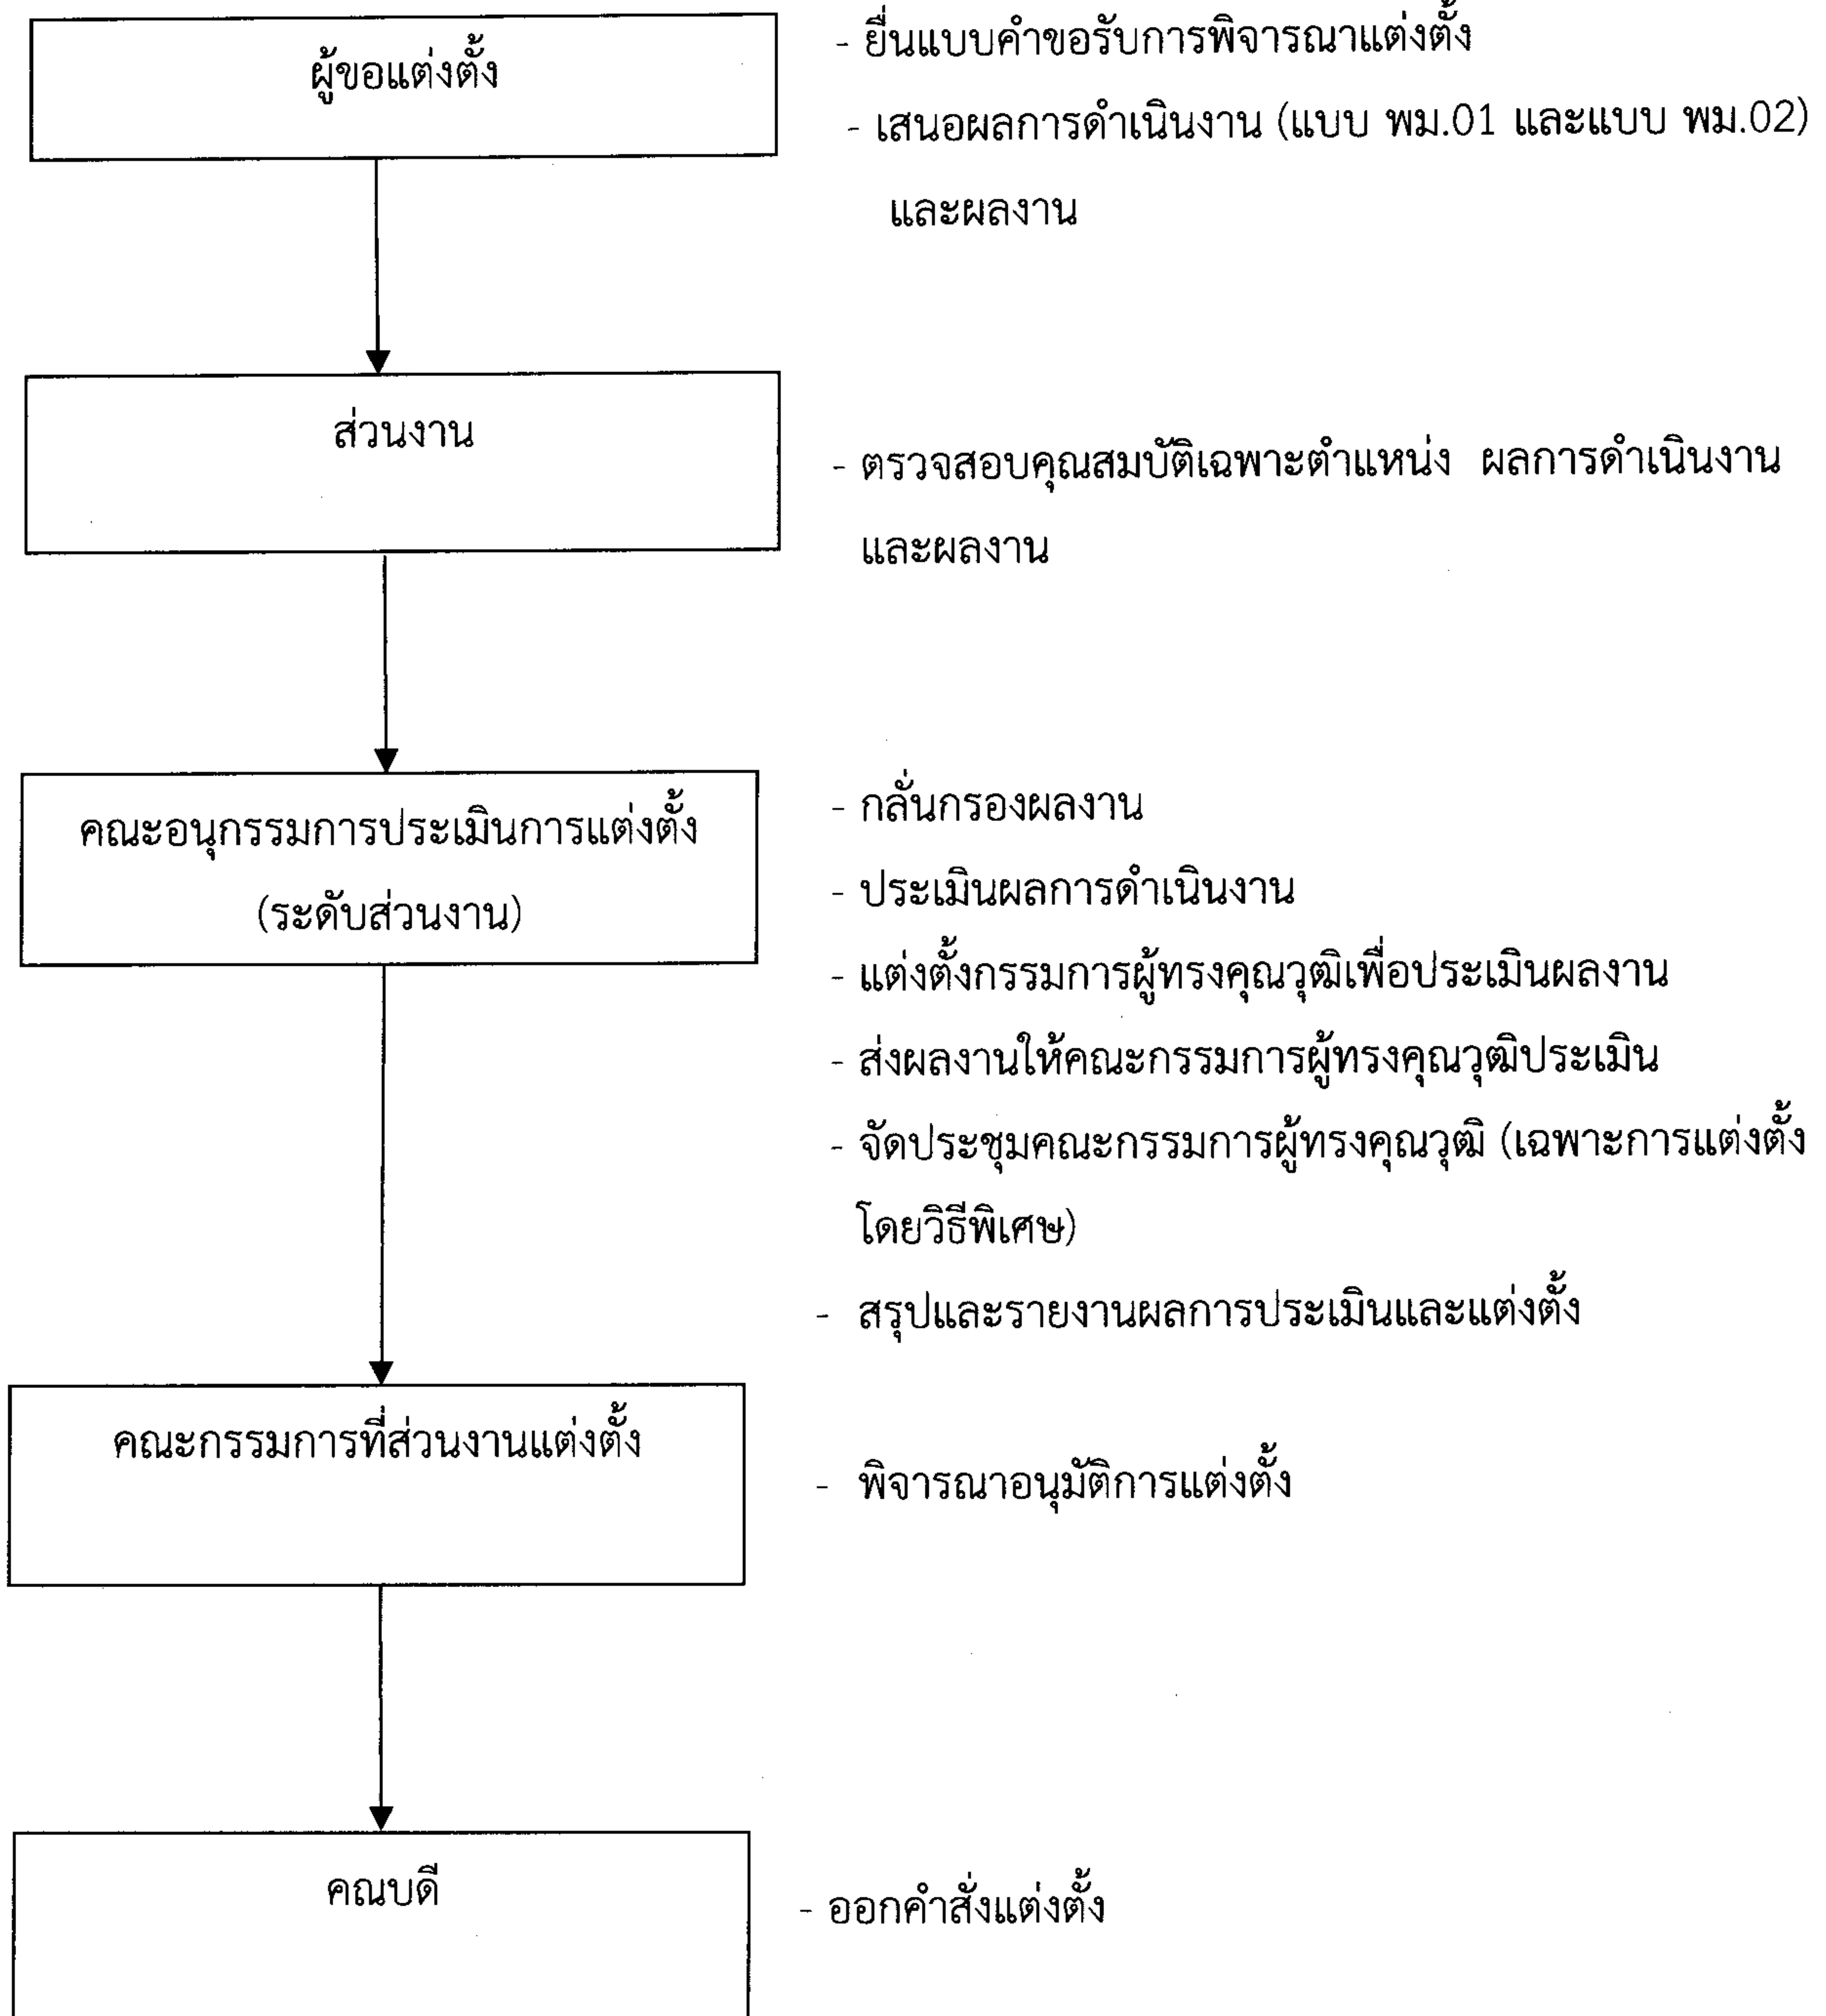 ผู้ขอแต่งตั้ง
- ยื่นแบบคำขอรับการพิจารณาแต่งตั้ง
- เสนอผลการดำเนินงาน (แบบ พม.01 และแบบ พม.02)
และผลงาน
ส่วนงาน
- ตรวจสอบคุณสมบัติเฉพาะตำแหน่ง ผลการดำเนินงาน
และผลงาน
คณะอนุกรรมการประเมินการแต่งตั้ง
(ระดับส่วนงาน)
- กลั่นกรองผลงาน
- ประเมินผลการดำเนินงาน
- แต่งตั้งกรรมการผู้ทรงคุณวุฒิเพื่อประเมินผลงาน
- ส่งผลงานให้คณะกรรมการผู้ทรงคุณวุฒิประเมิน
- จัดประชุมคณะกรรมการผู้ทรงคุณวุฒิ (เฉพาะการแต่งตั้ง
โดยวิธีพิเศษ)
- สรุปและรายงานผลการประเมินและแต่งตั้ง
คณะกรรมการที่ส่วนงานแต่งตั้ง
- พิจารณาอนุมัติการแต่งตั้ง
คณบดี
- ออกคำสั่งแต่งตั้ง